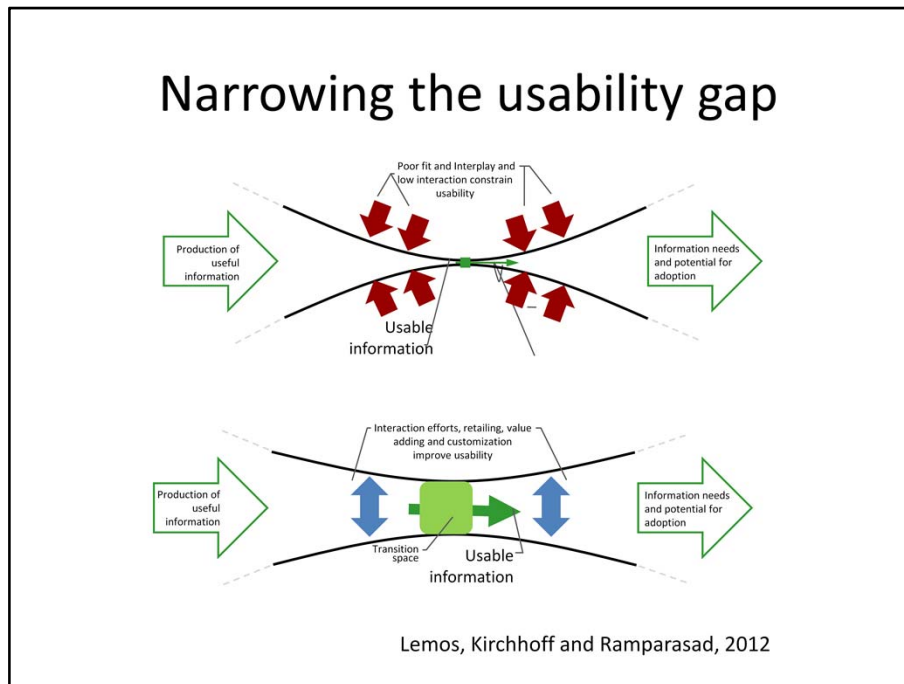 Narrowing the usability gap
Poor fit and Interplay and
low interaction constrain
usability
Production of
useful
information
Information needs
and potential for
adoption
Usable
information
Interaction efforts, retailing, value
adding and customization
improve usability
Production of
useful
information
Information needs
and potential for
adoption
Transition
space
Usable
information
Lemos, Kirchhoff and Ramparasad, 2012